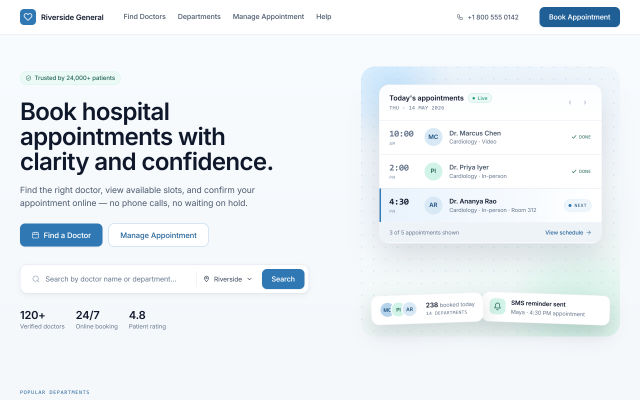 Riverside General
Find Doctors
Departments
Manage Appointment
Help
+1 800 555 0142
Book Appointment
Trusted by 24,000+ patients
Book hospital
appointments with
clarity and confidence.
Find the right doctor, view available slots, and confirm your
appointment online — no phone calls, no waiting on hold.
Find a Doctor
Manage Appointment
Search by doctor name or department...
Riverside
Search
120+
Verified doctors
24/7
Online booking
4.8
Patient rating
Today's appointments
Live
THU · 14 MAY 2026
10:00
AM
MC
Dr. Marcus Chen
Cardiology · Video
DONE
2:00
PM
PI
Dr. Priya Iyer
Cardiology · In-person
DONE
4:30
PM
AR
Dr. Ananya Rao
Cardiology · In-person · Room 312
NEXT
3 of 5 appointments shown
View schedule →
MC
PI
AR
238 booked today
14 DEPARTMENTS
SMS reminder sent
Maya · 4:30 PM appointment
POPULAR DEPARTMENTS